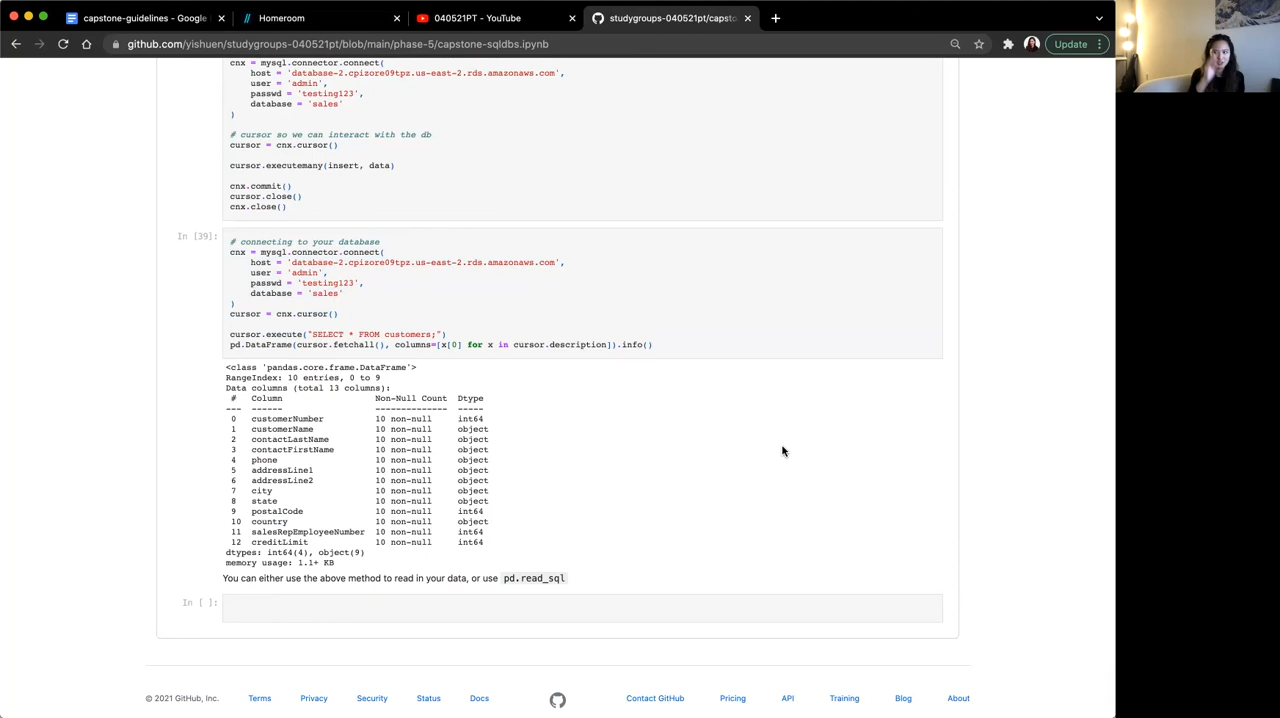 capstone-guidelines - Google
Homeroom
040521PT - YouTube
studygroups-040521pt/capsto
github.com/yishuen/studygroups-040521pt/blob/main/phase-5/capstone-sqldbs.ipynb
Update
cnx = mysql.connector.connect(
host = 'database-2.cpizore09tpz.us-east-2.rds.amazonaws.com',
user = 'admin',
passwd = 'testing123',
database = 'sales'
)
# cursor so we can interact with the db
cursor = cnx.cursor()
cursor.executemany(insert, data)
cnx.commit()
cursor.close()
cnx.close()
In [39]:
# connecting to your database
cnx = mysql.connector.connect(
host = 'database-2.cpizore09tpz.us-east-2.rds.amazonaws.com',
user = 'admin',
passwd = 'testing123',
database = 'sales'
)
cursor = cnx.cursor()
cursor.execute("SELECT * FROM customers;")
pd.DataFrame(cursor.fetchall(), columns=[x[0] for x in cursor.description]).info()
<class 'pandas.core.frame.DataFrame'>
RangeIndex: 10 entries, 0 to 9
Data columns (total 13 columns):
# Column Non-Null Count Dtype
--- ------ -------------- -----
0 customerNumber 10 non-null int64
1 customerName 10 non-null object
2 contactLastName 10 non-null object
3 contactFirstName 10 non-null object
4 phone 10 non-null object
5 addressLine1 10 non-null object
6 addressLine2 10 non-null object
7 city 10 non-null object
8 state 10 non-null object
9 postalCode 10 non-null int64
10 country 10 non-null object
11 salesRepEmployeeNumber 10 non-null int64
12 creditLimit 10 non-null int64
dtypes: int64(4), object(9)
memory usage: 1.1+ KB
You can either use the above method to read in your data, or use pd.read_sql
In [ ]:
© 2021 GitHub, Inc. Terms Privacy Security Status Docs Contact GitHub Pricing API Training Blog About